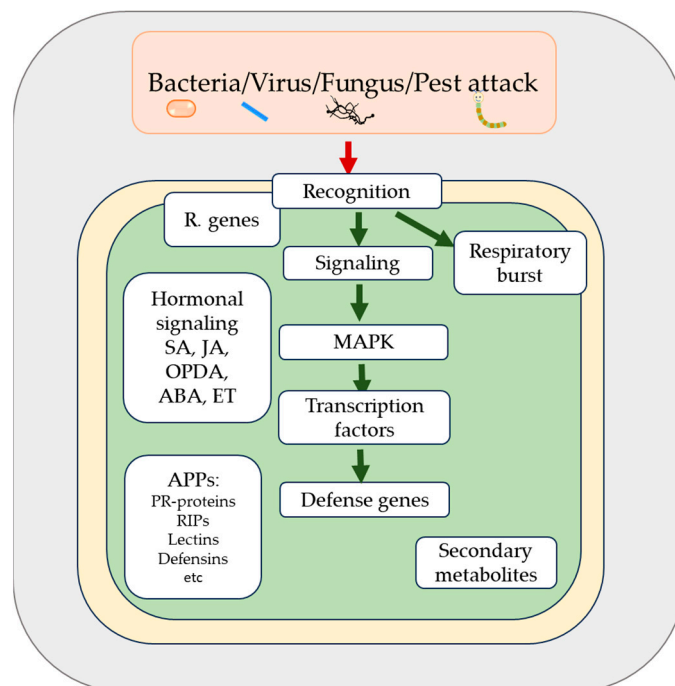 Bacteria/Virus/Fungus/Pest attack
Recognition
R. genes
Respiratory
burst
Signaling
Hormonal
signaling
SA, JA,
OPDA,
ABA, ET
MAPK
Transcription
factors
APPs:
PR-proteins
RIPs
Lectins
Defensins
etc
Defense genes
Secondary
metabolites